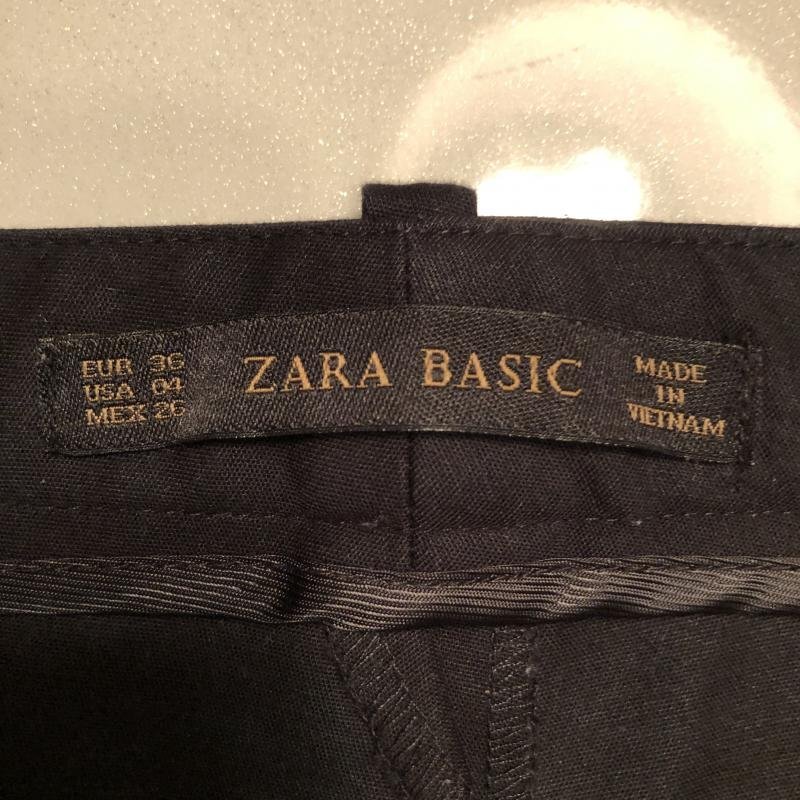 EUR 36
USA 04
MEX 26
ZARA BASIC
MADE
IN
VIETNAM